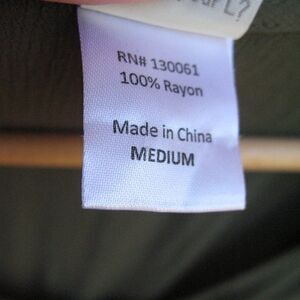 RN# 130061
100% Rayon
Made in China
MEDIUM